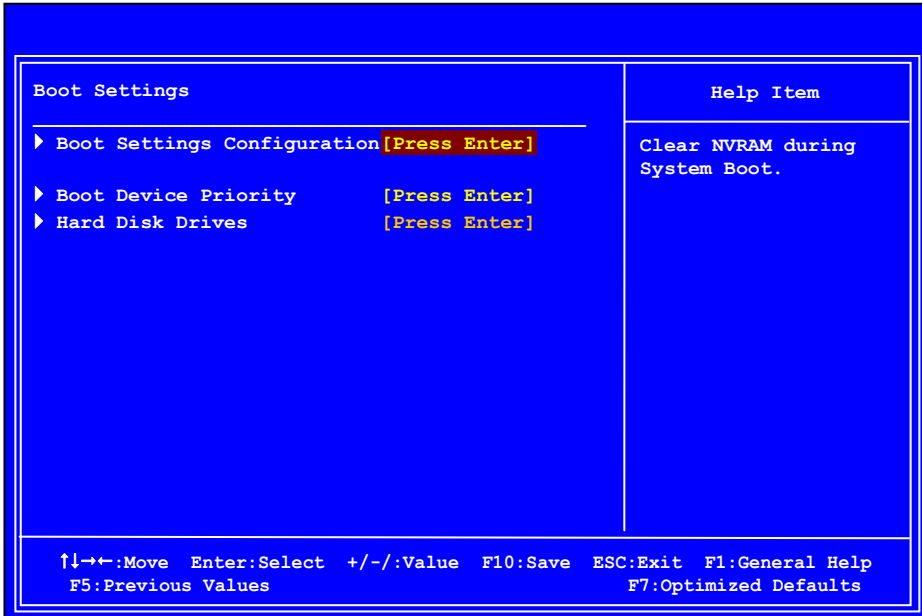 Boot Settings
Help Item
Boot Settings Configuration [Press Enter]
Clear NVRAM during
System Boot.
Boot Device Priority [Press Enter]
Hard Disk Drives [Press Enter]
↑↓→←:Move Enter:Select +/-/:Value F10:Save ESC:Exit F1:General Help
F5:Previous Values F7:Optimized Defaults